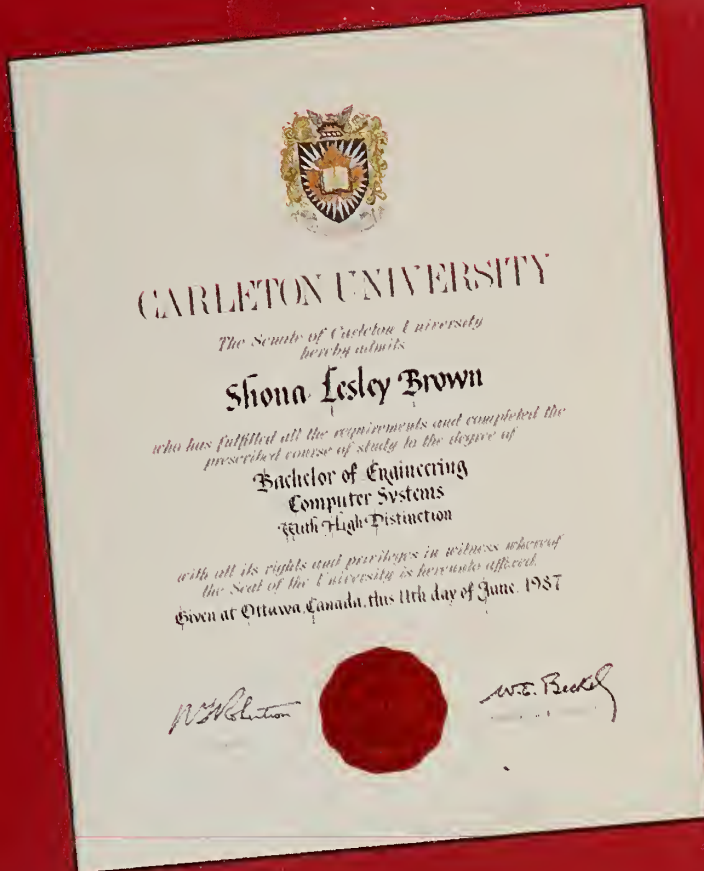 CARLETON UNIVERSITY
The Senate of Carleton University
hereby admits
Shona Lesley Brown
who has fulfilled all the requirements and completed the
prescribed course of study to the degree of
Bachelor of Engineering
Computer Systems
With High Distinction
with all its rights and privileges in witness whereof
the Seal of the University is hereunto affixed.
Given at Ottawa, Canada, this 11th day of June 1987
W.E. Beckel